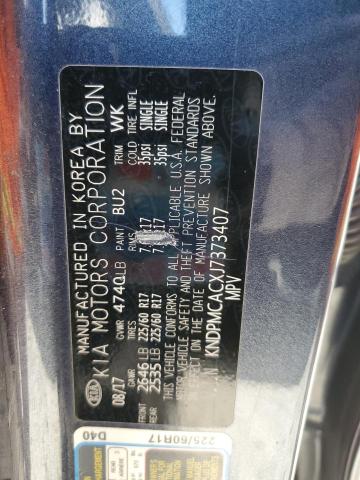 MANUFACTURED IN KOREA BY
KIA KIA MOTORS CORPORATION
08/17 GVWR 4740LB PAINT BU2 TRIM WK
GAWR TIRES RIMS COLD TIRE INFL
FRONT 2646LB 225/60 R17 35psi SINGLE
REAR 2535LB 225/60 R17 35psi SINGLE
THIS VEHICLE CONFORMS TO ALL APPLICABLE U.S.A. FEDERAL
MOTOR VEHICLE SAFETY AND THEFT PREVENTION STANDARDS
IN EFFECT ON THE DATE OF MANUFACTURE SHOWN ABOVE.
KNDPMCACXJ7373407
MPV
D40
225/60R17